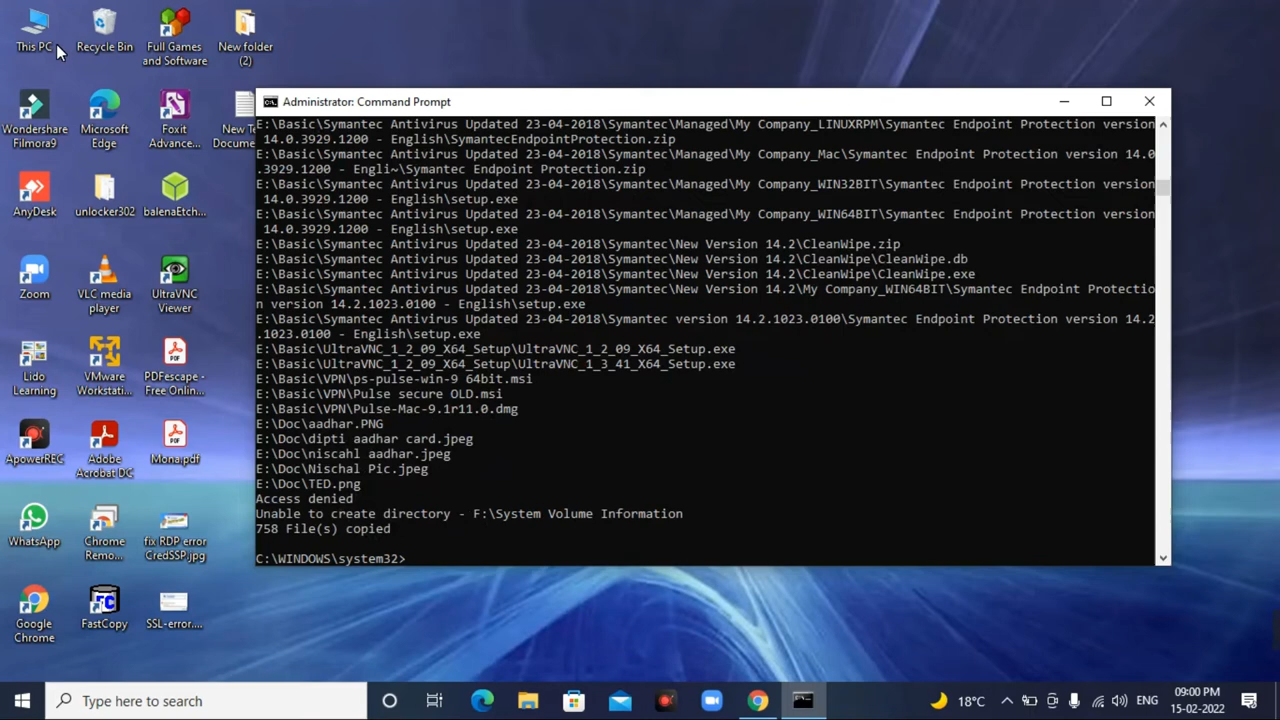 This PC
Recycle Bin
Full Games
and Software
New folder
(2)
Wondershare
Filmora9
Microsoft
Edge
Foxit
Advance...
New Te
Docume
AnyDesk
unlocker302
balenaEtch...
Zoom
VLC media
player
UltraVNC
Viewer
Lido
Learning
VMware
Workstati...
PDFescape -
Free Onlin...
ApowerREC
Adobe
Acrobat DC
Mona.pdf
WhatsApp
Chrome
Remo...
fix RDP error
CredSSP.jpg
Google
Chrome
FastCopy
SSL-error....
Administrator: Command Prompt
E:\Basic\Symantec Antivirus Updated 23-04-2018\Symantec\Managed\My Company_LINUXRPM\Symantec Endpoint Protection version
14.0.3929.1200 - English\SymantecEndpointProtection.zip
E:\Basic\Symantec Antivirus Updated 23-04-2018\Symantec\Managed\My Company_Mac\Symantec Endpoint Protection version 14.0
.3929.1200 - Engli~\Symantec Endpoint Protection.zip
E:\Basic\Symantec Antivirus Updated 23-04-2018\Symantec\Managed\My Company_WIN32BIT\Symantec Endpoint Protection version
14.0.3929.1200 - English\setup.exe
E:\Basic\Symantec Antivirus Updated 23-04-2018\Symantec\Managed\My Company_WIN64BIT\Symantec Endpoint Protection version
14.0.3929.1200 - English\setup.exe
E:\Basic\Symantec Antivirus Updated 23-04-2018\Symantec\New Version 14.2\CleanWipe.zip
E:\Basic\Symantec Antivirus Updated 23-04-2018\Symantec\New Version 14.2\CleanWipe\CleanWipe.db
E:\Basic\Symantec Antivirus Updated 23-04-2018\Symantec\New Version 14.2\CleanWipe\CleanWipe.exe
E:\Basic\Symantec Antivirus Updated 23-04-2018\Symantec\New Version 14.2\My Company_WIN64BIT\Symantec Endpoint Protectio
n version 14.2.1023.0100 - English\setup.exe
E:\Basic\Symantec Antivirus Updated 23-04-2018\Symantec version 14.2.1023.0100\Symantec Endpoint Protection version 14.2
.1023.0100 - English\setup.exe
E:\Basic\UltraVNC_1_2_09_X64_Setup\UltraVNC_1_2_09_X64_Setup.exe
E:\Basic\UltraVNC_1_2_09_X64_Setup\UltraVNC_1_3_41_X64_Setup.exe
E:\Basic\VPN\ps-pulse-win-9 64bit.msi
E:\Basic\VPN\Pulse secure OLD.msi
E:\Basic\VPN\Pulse-Mac-9.1r11.0.dmg
E:\Doc\aadhar.PNG
E:\Doc\dipti aadhar card.jpeg
E:\Doc\niscahl aadhar.jpeg
E:\Doc\Nischal Pic.jpeg
E:\Doc\TED.png
Access denied
Unable to create directory - F:\System Volume Information
758 File(s) copied
C:\WINDOWS\system32>
Type here to search
18°C
ENG
09:00 PM
15-02-2022